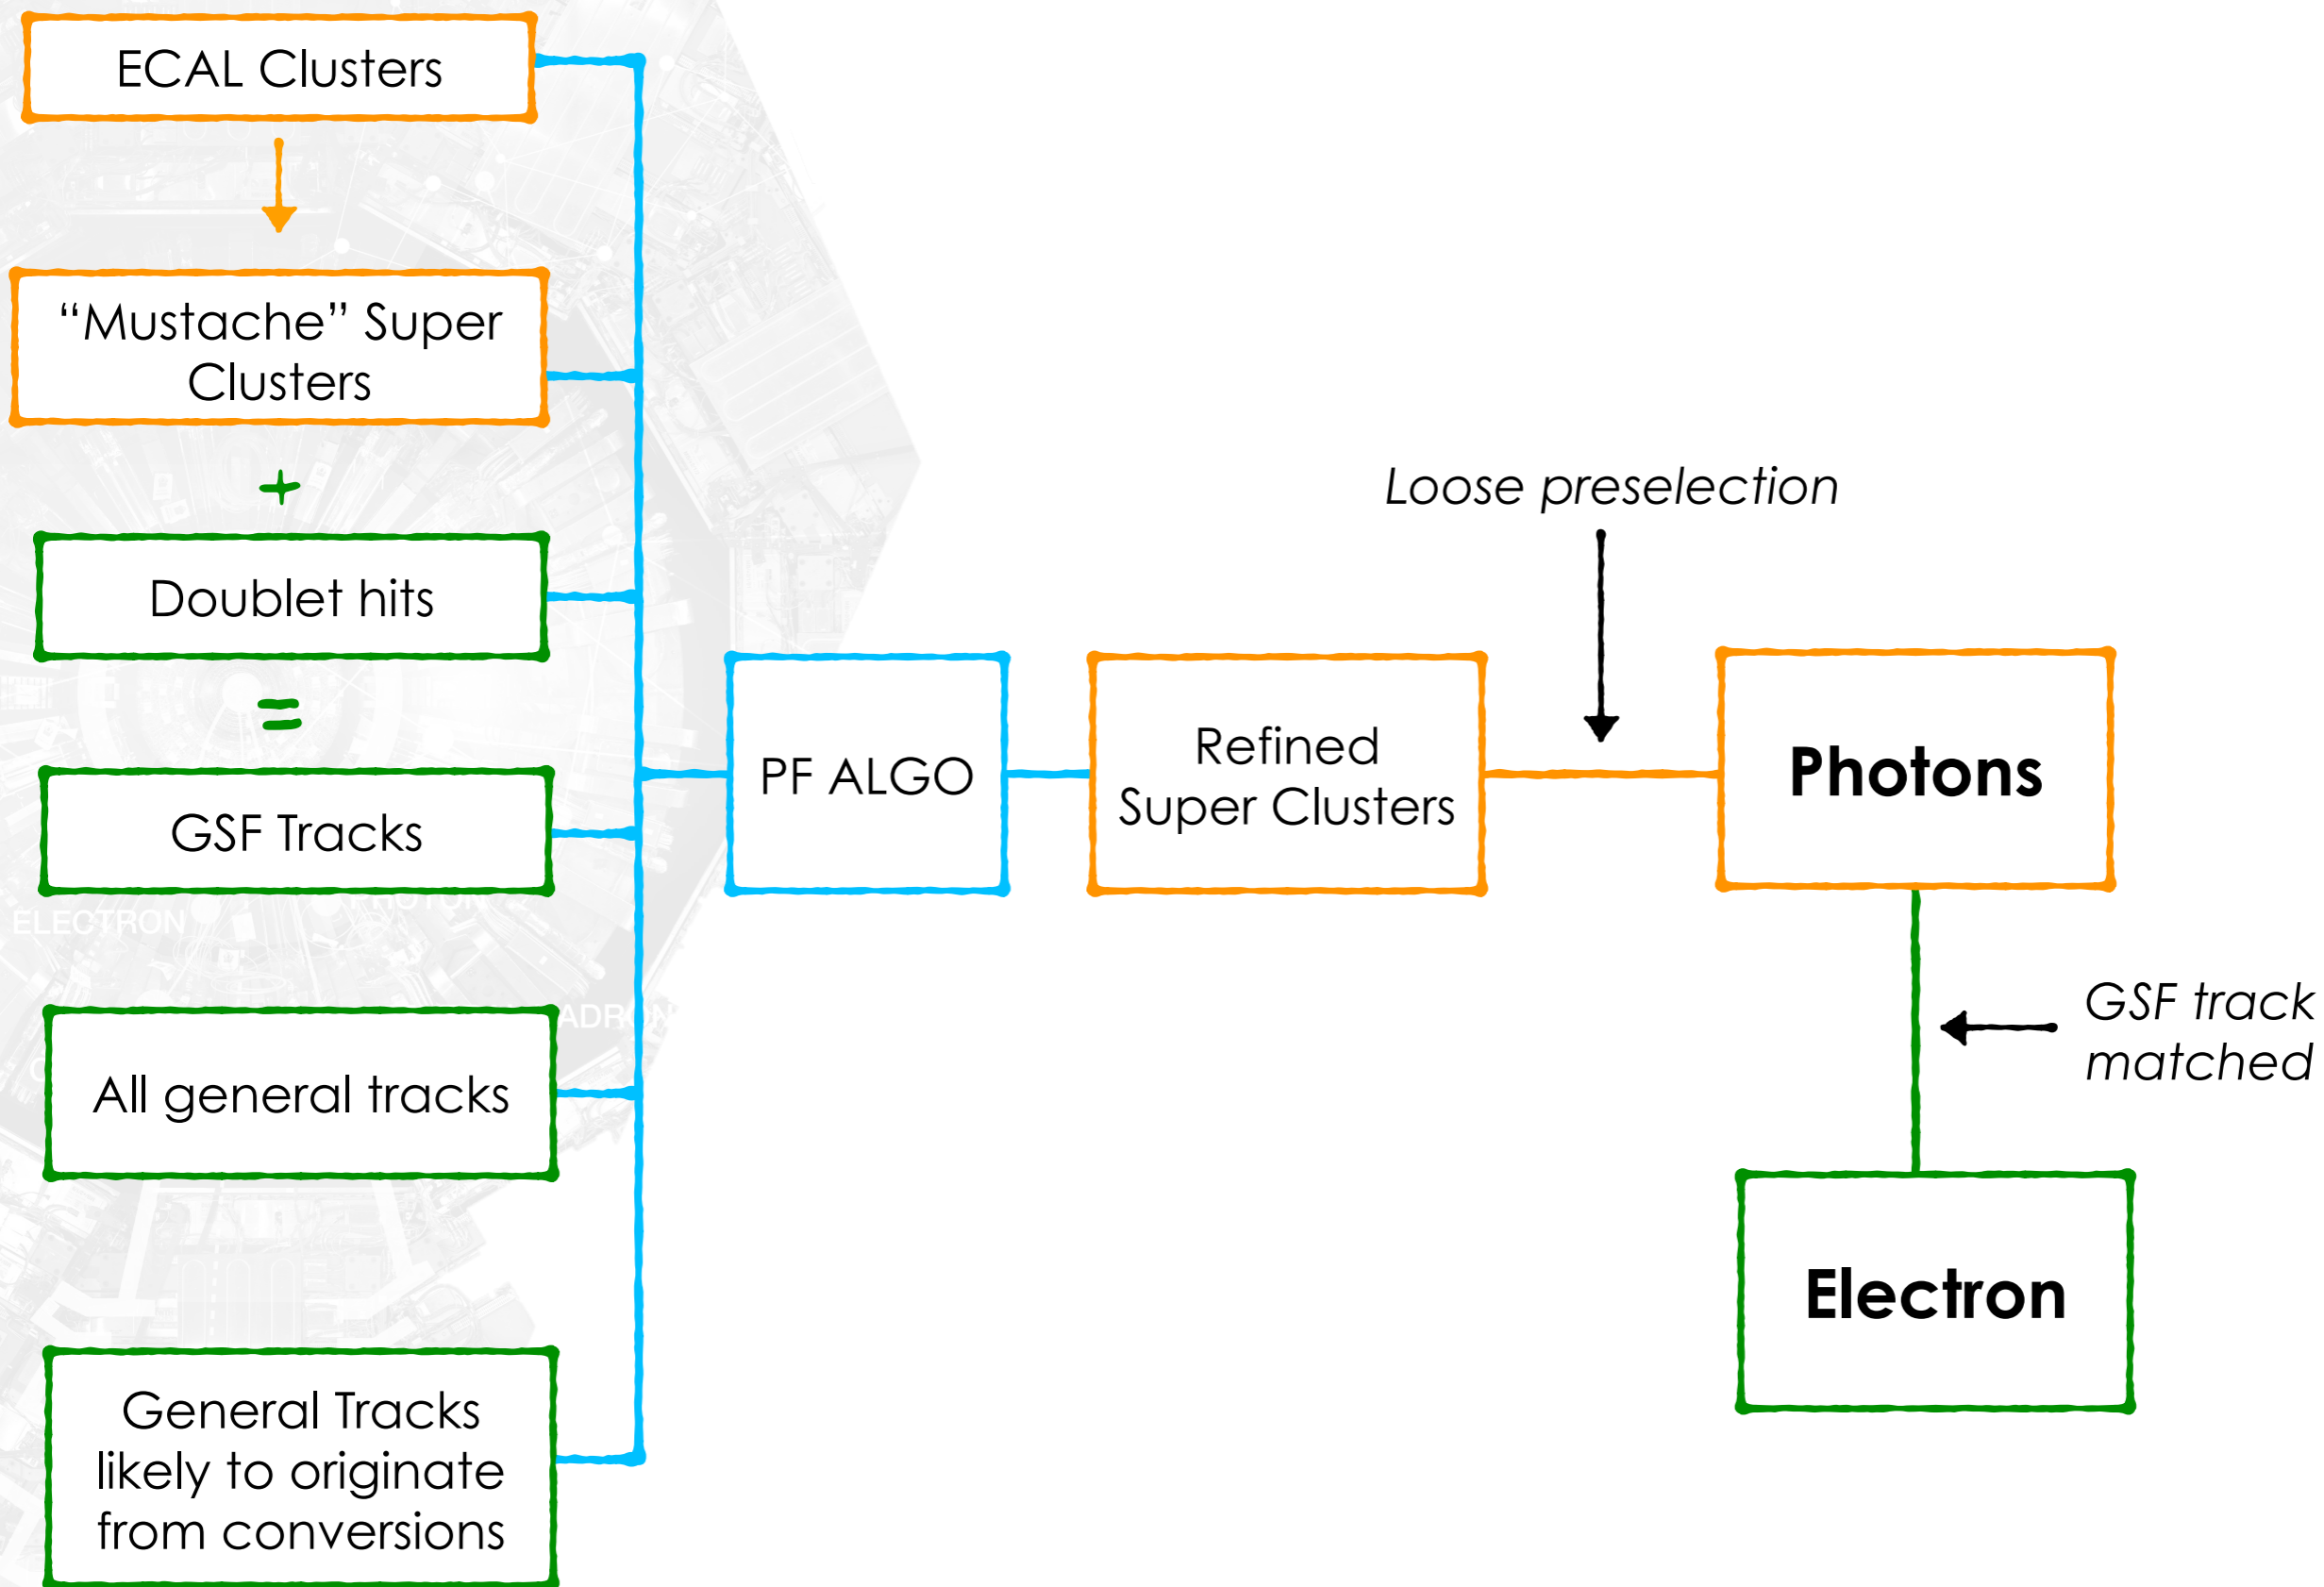 ECAL Clusters
“Mustache” Super
Clusters
+
Doublet hits
=
GSF Tracks
All general tracks
General Tracks
likely to originate
from conversions
PF ALGO
Refined
Super Clusters
Loose preselection
Photons
GSF track
matched
Electron
ELECTRON
PHOTON